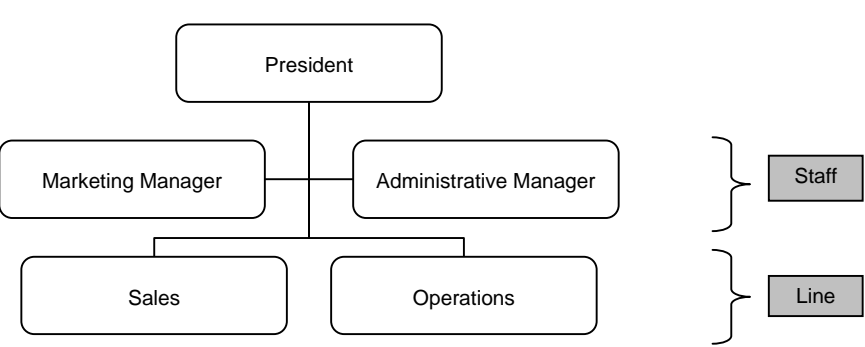 President
Marketing Manager
Administrative Manager
Staff
Sales
Operations
Line